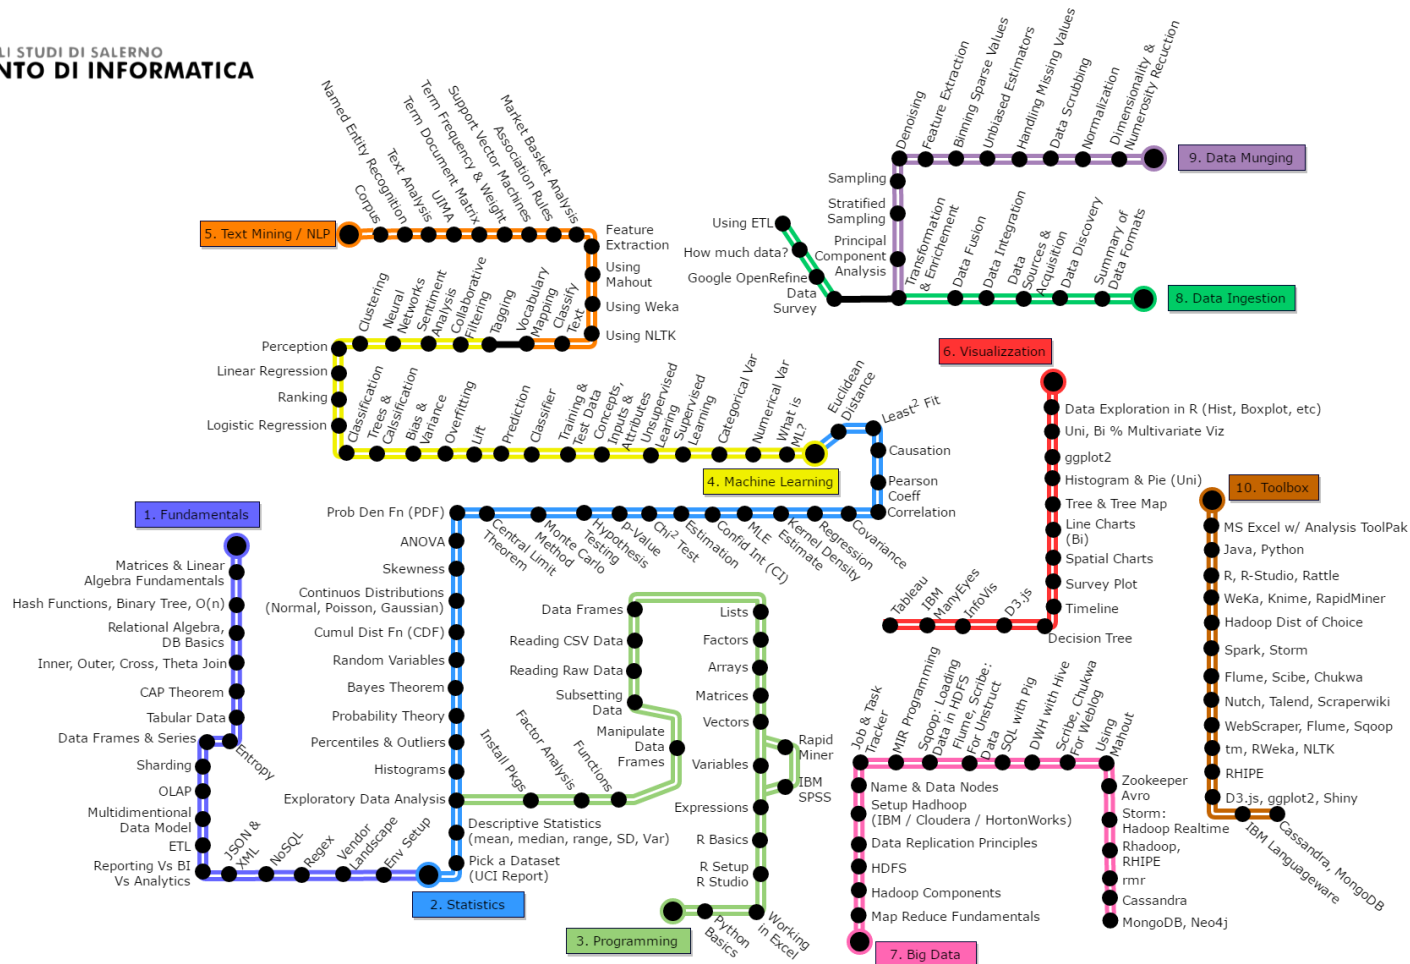 LI STUDI DI SALERNO
NTO DI INFORMATICA
5. Text Mining / NLP
Corpus
Named Entity Recognition
Text Analysis
UIMA
Term Document Matrix
Term Frequency & Weight
Support Vector Machines
Association Rules
Market Basket Analysis
Feature
Extraction
Using
Mahout
Using Weka
Using NLTK
Classify
Text
Vocabulary
Mapping
Tagging
Collaborative
Filtering
Sentiment
Analysis
Neural
Networks
Clustering
Perception
Linear Regression
Ranking
Logistic Regression
Classification
Trees &
Calsification
Bias &
Variance
Overfitting
Lift
Prediction
Classifier
Training &
Test Data
Concepts,
Inputs &
Attributes
Unsupervised
Learing
Supervised
Learning
Categorical Var
Numerical Var
What is
ML?
4. Machine Learning
Euclidean
Distance
Least² Fit
Causation
Pearson
Coeff
Correlation
Covariance
Regression
Kernel Density
Estimate
MLE
Confid Int (CI)
Estimation
Chi² Test
p-Value
Hypothesis
Testing
Monte Carlo
Method
Central Limit
Theorem
Prob Den Fn (PDF)
ANOVA
Skewness
Continuos Distributions
(Normal, Poisson, Gaussian)
Cumul Dist Fn (CDF)
Random Variables
Bayes Theorem
Probability Theory
Percentiles & Outliers
Histograms
Exploratory Data Analysis
Descriptive Statistics
(mean, median, range, SD, Var)
Pick a Dataset
(UCI Report)
2. Statistics
1. Fundamentals
Matrices & Linear
Algebra Fundamentals
Hash Functions, Binary Tree, O(n)
Relational Algebra,
DB Basics
Inner, Outer, Cross, Theta Join
CAP Theorem
Tabular Data
Entropy
Data Frames & Series
Sharding
OLAP
Multidimentional
Data Model
ETL
Reporting Vs BI
Vs Analytics
JSON &
XML
NoSQL
Regex
Vendor
Landscape
Env Setup
3. Programming
Python
Basics
Working
in Excel
R Setup
R Studio
R Basics
Expressions
Variables
IBM
SPSS
Rapid
Miner
Vectors
Matrices
Arrays
Factors
Lists
Data Frames
Reading CSV Data
Reading Raw Data
Subsetting
Data
Manipulate
Data
Frames
Functions
Factor Analysis
Install Pkgs
9. Data Munging
Dimensionality &
Numerosity Recuction
Normalization
Data Scrubbing
Handling Missing Values
Unbiased Estimators
Binning Sparse Values
Feature Extraction
Denoising
Sampling
Stratified
Sampling
Principal
Component
Analysis
8. Data Ingestion
Summary of
Data Formats
Data Discovery
Data
Sources &
Acquisition
Data Integration
Data Fusion
Transformation
& Enrichement
Data
Survey
Google OpenRefine
How much data?
Using ETL
6. Visualizzation
Data Exploration in R (Hist, Boxplot, etc)
Uni, Bi % Multivariate Viz
ggplot2
Histogram & Pie (Uni)
Tree & Tree Map
Line Charts
(Bi)
Spatial Charts
Survey Plot
Timeline
Decision Tree
D3.js
InfoVis
IBM
ManyEyes
Tableau
7. Big Data
Map Reduce Fundamentals
Hadoop Components
HDFS
Data Replication Principles
Setup Hadhoop
(IBM / Cloudera / HortonWorks)
Name & Data Nodes
Job & Task
Tracker
MIR Programming
Sqoop: Loading
Data in HDFS
Flume, Scribe:
For Unstruct
Data
SQL with Pig
DWH with Hive
Scribe, Chukwa
For Weblog
Using
Mahout
Zookeeper
Avro
Storm:
Hadoop Realtime
Rhadoop,
RHIPE
rmr
Cassandra
MongoDB, Neo4j
10. Toolbox
MS Excel w/ Analysis ToolPak
Java, Python
R, R-Studio, Rattle
WeKa, Knime, RapidMiner
Hadoop Dist of Choice
Spark, Storm
Flume, Scibe, Chukwa
Nutch, Talend, Scraperwiki
WebScraper, Flume, Sqoop
tm, RWeka, NLTK
RHIPE
D3.js, ggplot2, Shiny
IBM Languageware
Cassandra, MongoDB